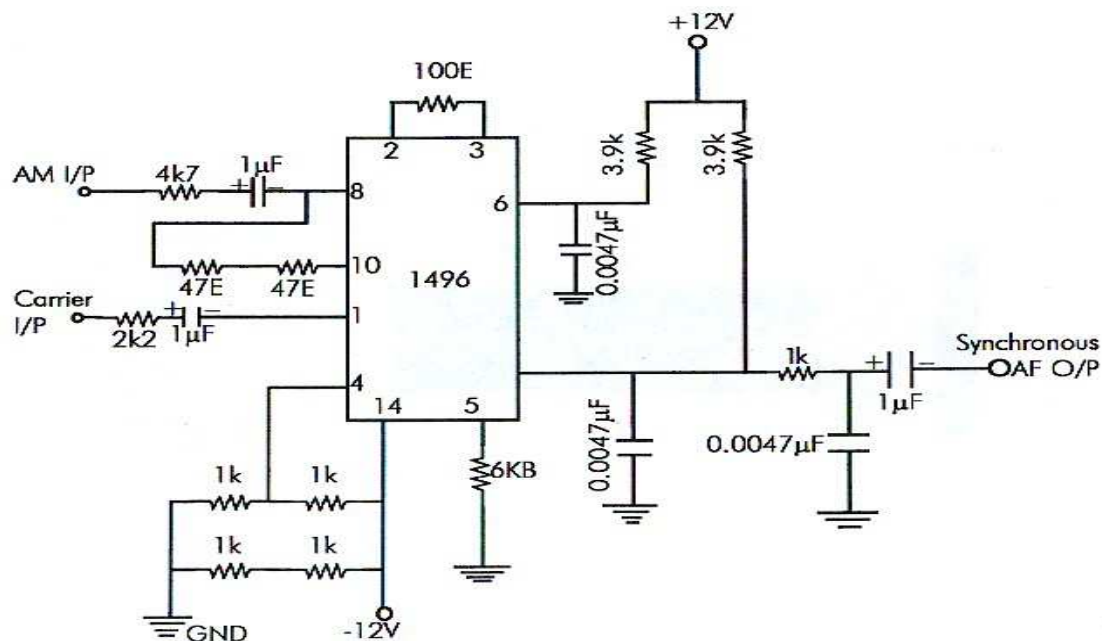 +12V
100E
2 3
3.9k 3.9k
AM I/P 4k7 + 1µF - 8
6
0.0047µF
47E 47E 10
1496
Carrier
I/P 2k2 + 1µF - 1
4
14 5
1k + 1µF - Synchronous
AF O/P
0.0047µF
0.0047µF
6KB
1k 1k
1k 1k
GND -12V